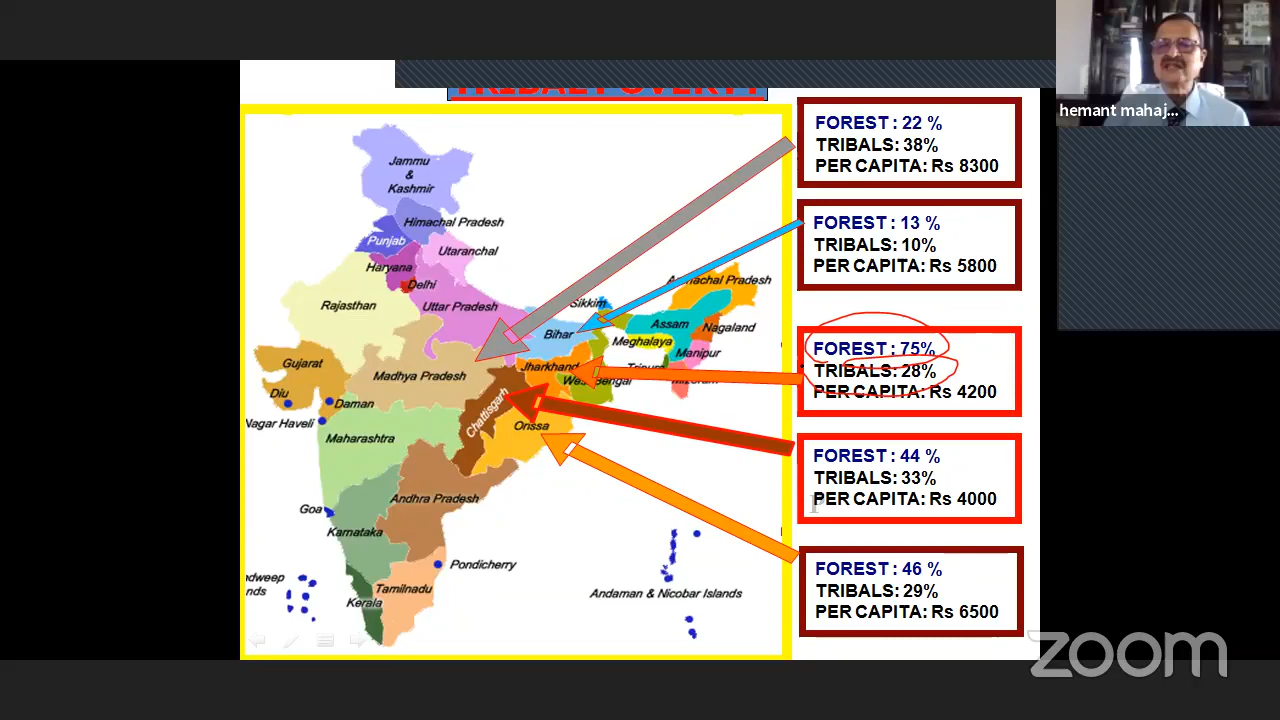 TRIBAL POVERTY
hemant mahaj...
FOREST : 22 %
TRIBALS: 38%
PER CAPITA: Rs 8300
FOREST : 13 %
TRIBALS: 10%
PER CAPITA: Rs 5800
FOREST : 75%
TRIBALS: 28%
PER CAPITA: Rs 4200
FOREST : 44 %
TRIBALS: 33%
PER CAPITA: Rs 4000
FOREST : 46 %
TRIBALS: 29%
PER CAPITA: Rs 6500
Jammu
&
Kashmir
Himachal Pradesh
Punjab
Utaranchal
Haryana
Delhi
Rajasthan
Uttar Pradesh
Sikkim
Arunachal Pradesh
Assam
Nagaland
Bihar
Meghalaya
Manipur
Tripura
Mizoram
Gujarat
Madhya Pradesh
Jharkhand
West Bengal
Diu
Daman
Nagar Haveli
Chattisgarh
Orissa
Maharashtra
Andhra Pradesh
Goa
Karnataka
Pondicherry
Tamilnadu
Kerala
Andaman & Nicobar Islands
zoom